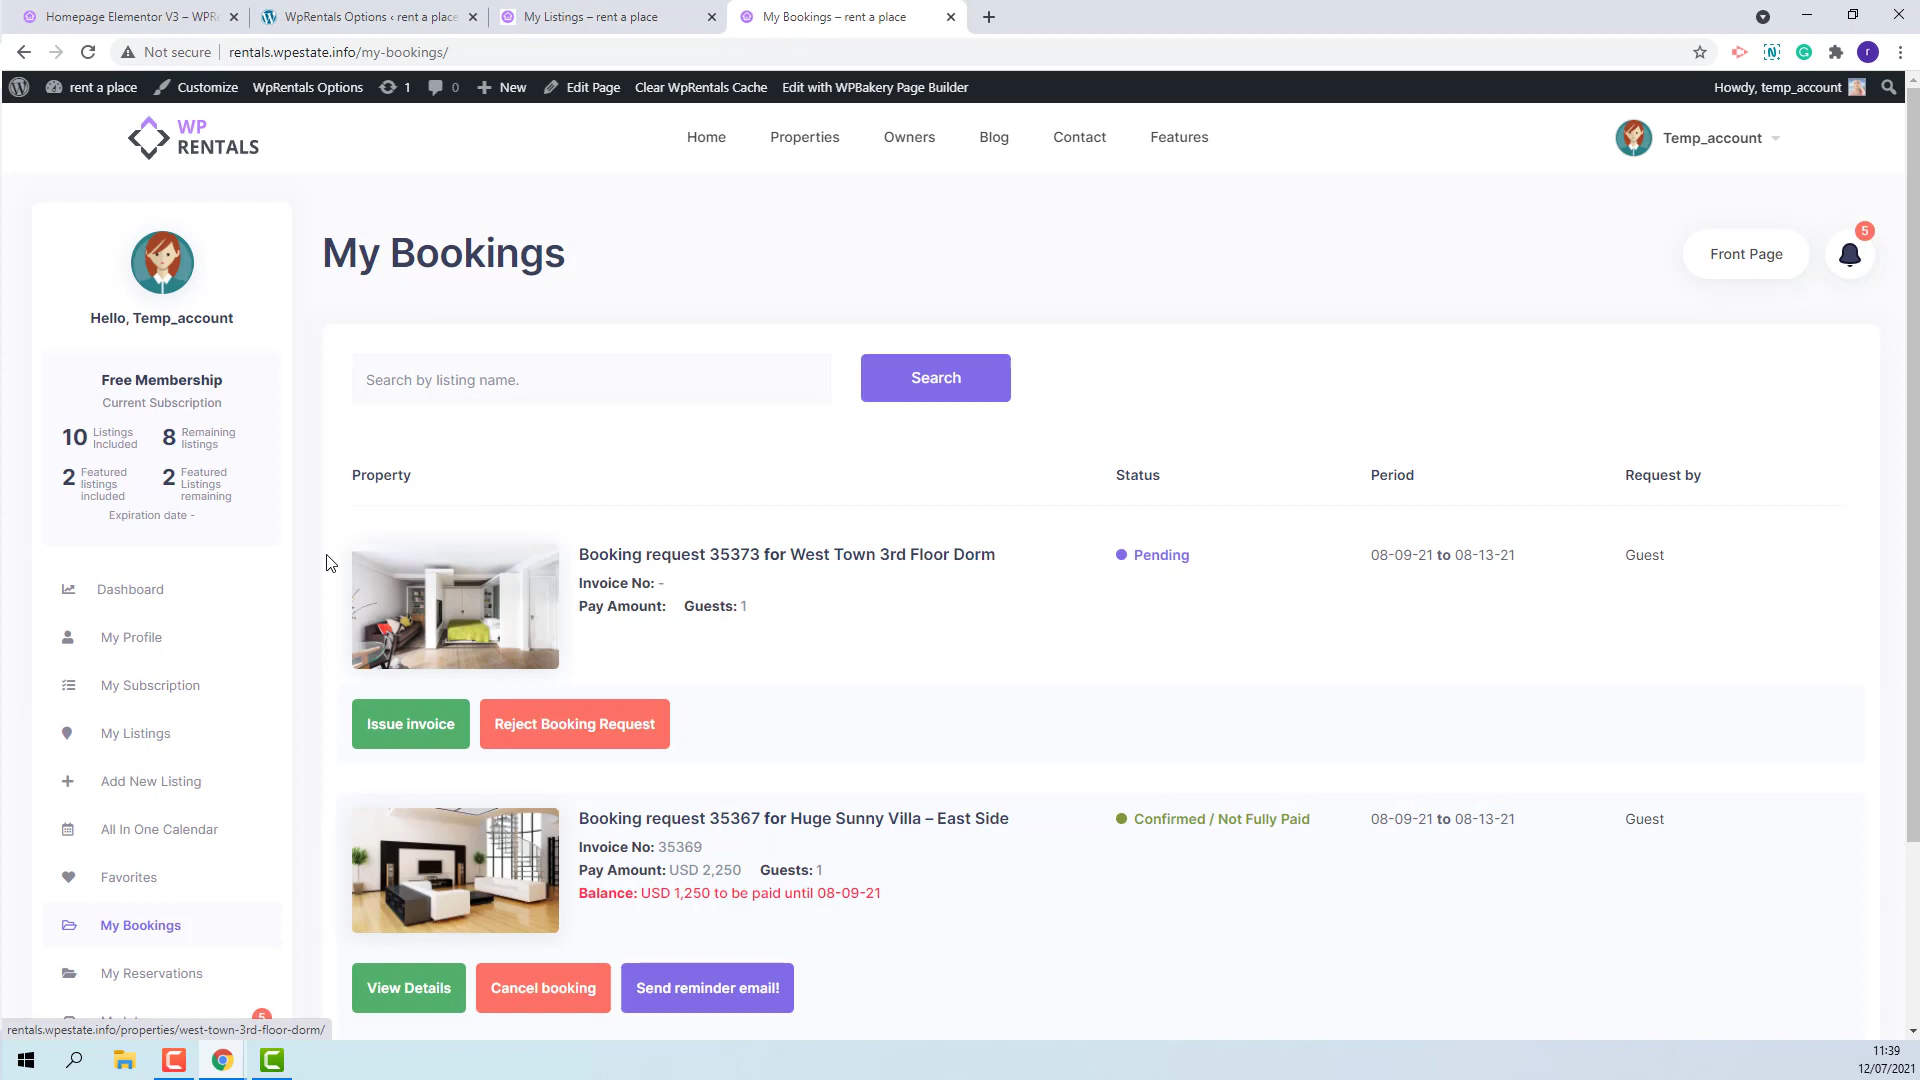 Homepage Elementor V3 – WPR
WpRentals Options ‹ rent a place
My Listings – rent a place
My Bookings – rent a place
Not secure
rentals.wpestate.info/my-bookings/
r
rent a place
Customize
WpRentals Options
1
0
New
Edit Page
Clear WpRentals Cache
Edit with WPBakery Page Builder
Howdy, temp_account
WP
RENTALS
Home
Properties
Owners
Blog
Contact
Features
Temp_account
Hello, Temp_account
Free Membership
Current Subscription
10 Listings Included
8 Remaining listings
2 Featured listings included
2 Featured Listings remaining
Expiration date -
Dashboard
My Profile
My Subscription
My Listings
Add New Listing
All In One Calendar
Favorites
My Bookings
My Reservations
5
rentals.wpestate.info/properties/west-town-3rd-floor-dorm/
My Bookings
Front Page
5
Search by listing name.
Search
Property
Status
Period
Request by
Booking request 35373 for West Town 3rd Floor Dorm
Invoice No: -
Pay Amount: Guests: 1
Pending
08-09-21 to 08-13-21
Guest
Issue invoice
Reject Booking Request
Booking request 35367 for Huge Sunny Villa – East Side
Invoice No: 35369
Pay Amount: USD 2,250 Guests: 1
Balance: USD 1,250 to be paid until 08-09-21
Confirmed / Not Fully Paid
08-09-21 to 08-13-21
Guest
View Details
Cancel booking
Send reminder email!
11:39
12/07/2021